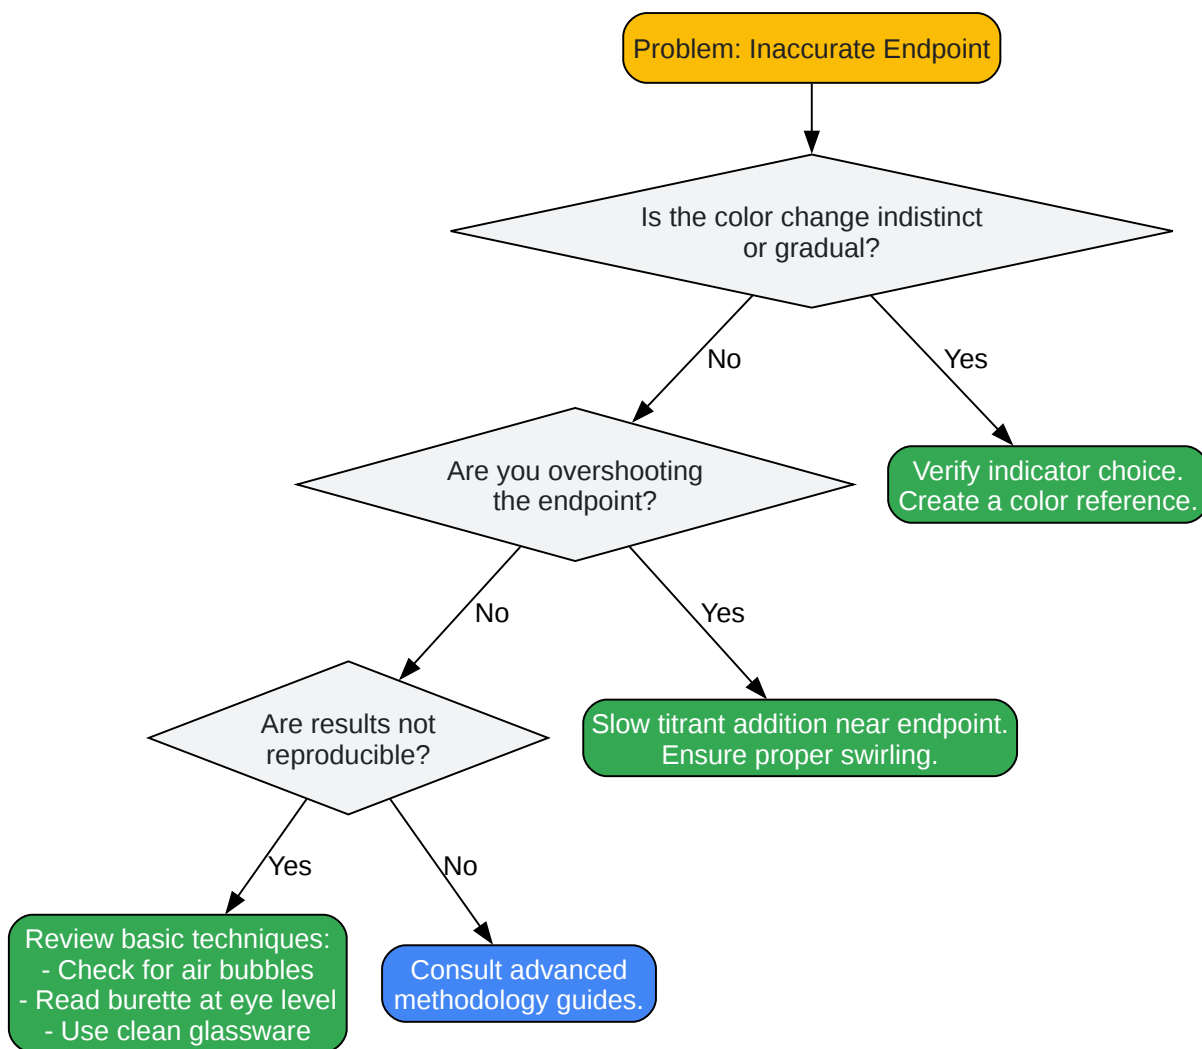 Problem: Inaccurate Endpoint
Is the color change indistinct
or gradual?
No
Yes
Are you overshooting
the endpoint?
Verify indicator choice.
Create a color reference.
No
Yes
Are results not
reproducible?
Slow titrant addition near endpoint.
Ensure proper swirling.
Yes
No
Review basic techniques:
- Check for air bubbles
- Read burette at eye level
- Use clean glassware
Consult advanced
methodology guides.